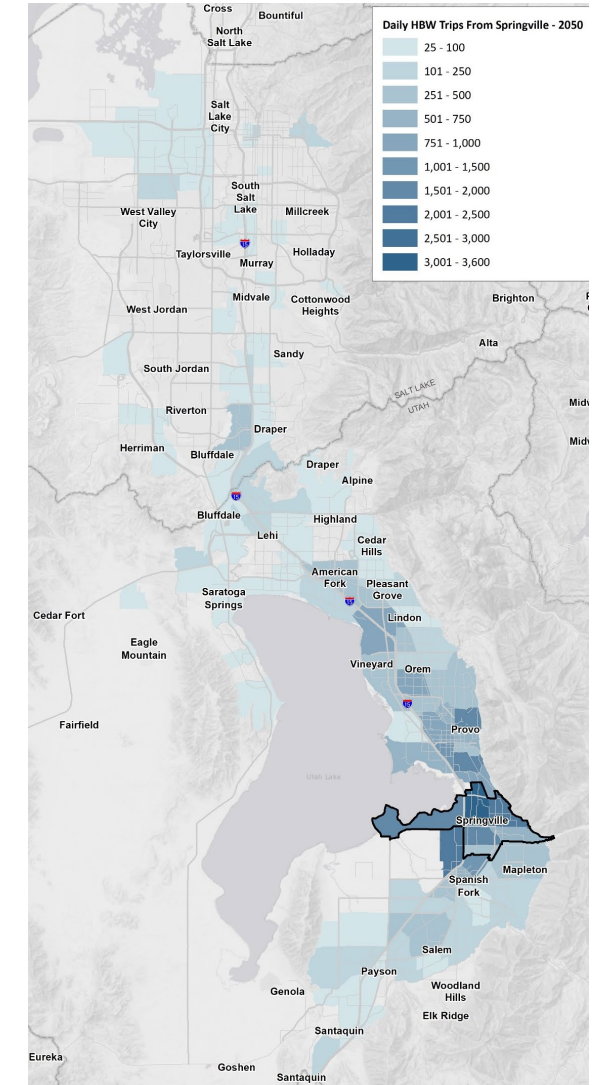 Cross
Bountiful
North
Salt Lake
Daily HBW Trips From Springville - 2050
25 - 100
101 - 250
251 - 500
501 - 750
751 - 1,000
1,001 - 1,500
1,501 - 2,000
2,001 - 2,500
2,501 - 3,000
3,001 - 3,600
Salt
Lake
City
South
Salt
Lake
West Valley
City
Millcreek
15
Taylorsville
Murray
Holladay
Midvale
Cottonwood
Heights
Brighton
West Jordan
Alta
Sandy
South Jordan
SALT LAKE
UTAH
Riverton
Draper
Herriman
Bluffdale
Draper
Alpine
15
Bluffdale
Highland
Lehi
Cedar
Hills
American
Fork
Pleasant
Grove
Saratoga
Springs
15
Cedar Fort
Lindon
Eagle
Mountain
Vineyard
Orem
15
Fairfield
Provo
Utah Lake
Springville
Mapleton
Spanish
Fork
Salem
Payson
Genola
Woodland
Hills
Elk Ridge
Santaquin
Eureka
Goshen
Santaquin